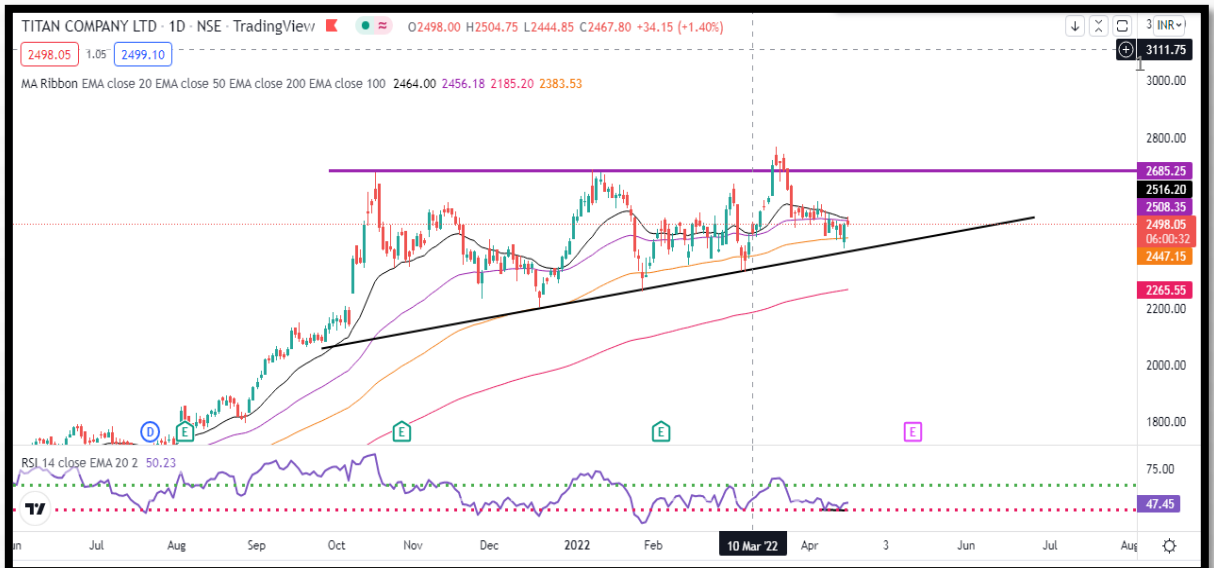 TITAN COMPANY LTD · 1D · NSE · TradingView O2498.00 H2504.75 L2444.85 C2467.80 +34.15 (+1.40%) 3 INR
2498.05 1.05 2499.10
3111.75
MA Ribbon EMA close 20 EMA close 50 EMA close 200 EMA close 100 2464.00 2456.18 2185.20 2383.53
3000.00
2800.00
2685.25
2516.20
2508.35
2498.05
06:00:32
2447.15
2265.55
2200.00
2000.00
1800.00
D E E E E
RSI 14 close EMA 20 2 50.23
75.00
47.45
Jul Aug Sep Oct Nov Dec 2022 Feb 10 Mar '22 Apr 3 Jun Jul